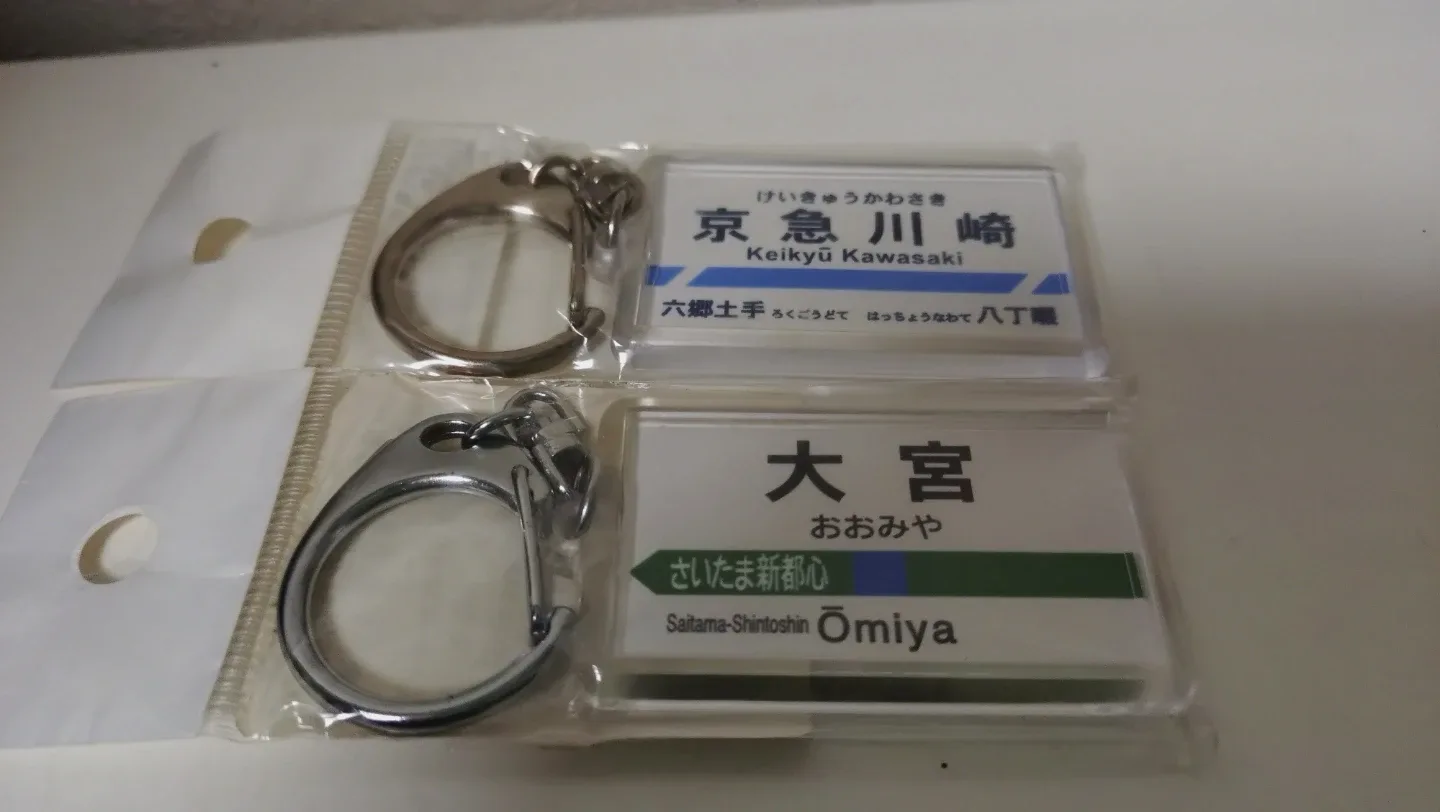 けいきゅうかわさき
京急川崎
Keikyū Kawasaki
六郷土手 ろくごうどて はっちょうなわて 八丁畷
大宮
おおみや
さいたま新都心
Saitama-Shintoshin Ōmiya